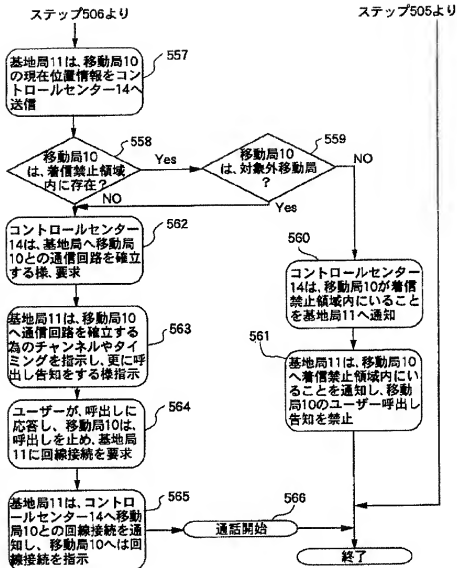 ステップ506より
ステップ505より
557
基地局11は、移動局10
の現在位置情報をコント
ロールセンター14へ
送信
558
移動局10
は、着信禁止領域
内に存在?
Yes
NO
559
移動局10
は、対象外移動局
?
NO
Yes
562
コントロールセンター
14は、基地局へ移動局
10との通信回路を確立
する様、要求
560
コントロールセンター
14は、移動局10が着信
禁止領域内にいること
を基地局11へ通知
563
基地局11は、移動局10
へ通信回路を確立する
為のチャンネルやタイ
ミングを指示し、更に呼
出し告知をする様指示
561
基地局11は、移動局10
へ着信禁止領域内にい
ることを通知し、移動
局10のユーザー呼出し
告知を禁止
564
ユーザーが、呼出しに
応答し、移動局10は、
呼出しを止め、基地局
11に回線接続を要求
565
基地局11は、コントロ
ールセンター14へ移動
局10との回線接続を通
知し、移動局10へは回
線接続を指示
566
通話開始
終了